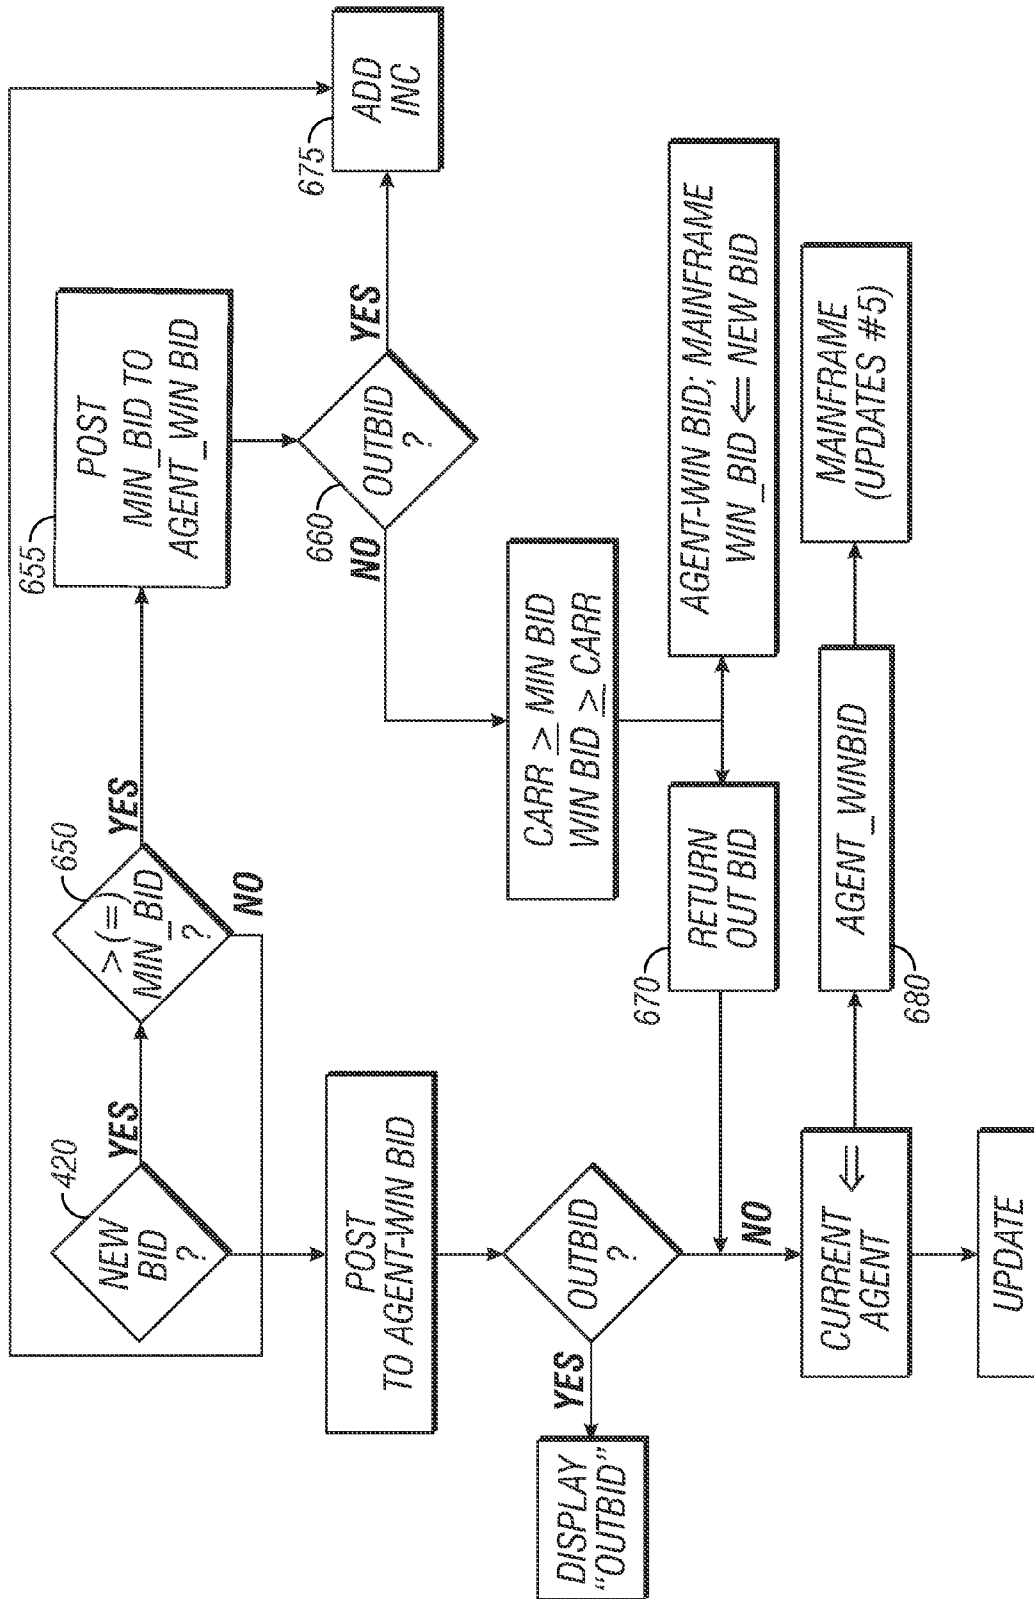 420
NEW
BID
?
YES
650
>(=)
MIN_BID
?
YES
NO
655
POST
MIN_BID TO
AGENT_WIN BID
660
OUTBID
?
YES
NO
675
ADD
INC
POST
TO AGENT-WIN BID
CARR ≥ MIN BID
WIN BID ≥ CARR
OUTBID
?
YES
NO
DISPLAY
“OUTBID”
670
RETURN
OUT BID
AGENT-WIN BID; MAINFRAME
WIN_BID ⇐ NEW BID
CURRENT ⇐
AGENT
AGENT_WINBID
680
MAINFRAME
(UPDATES #5)
UPDATE